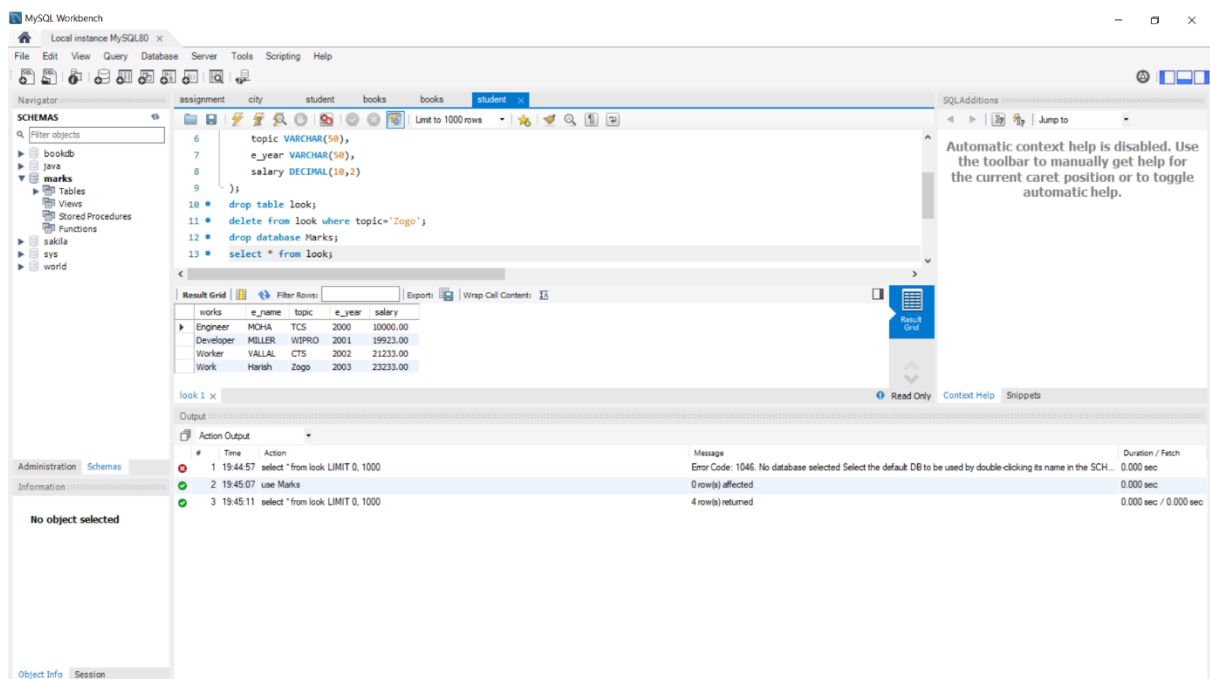 MySQL Workbench
Local instance MySQL80
File Edit View Query Database Server Tools Scripting Help
Navigator
SCHEMAS
Filter objects
bookdb
java
marks
Tables
Views
Stored Procedures
Functions
sakila
sys
world
Administration Schemas
Information
No object selected
Object Info Session
assignment city student books books student
Limit to 1000 rows
6 topic VARCHAR(50),
7 e_year VARCHAR(50),
8 salary DECIMAL(10,2)
9 );
10 drop table look;
11 delete from look where topic='Zogo';
12 drop database Marks;
13 select * from look;
Result Grid Filter Rows: Export: Wrap Cell Content:
works e_name topic e_year salary
Engineer MOHA TCS 2000 10000.00
Developer MILLER WIPRO 2001 19923.00
Worker VALLAL CTS 2002 21233.00
Work Harish Zogo 2003 23233.00
Result
Grid
look 1 Read Only
Output
Action Output
# Time Action Message Duration / Fetch
1 19:44:57 select * from look LIMIT 0, 1000 Error Code: 1046. No database selected Select the default DB to be used by double-clicking its name in the SCH... 0.000 sec
2 19:45:07 use Marks 0 row(s) affected 0.000 sec
3 19:45:11 select * from look LIMIT 0, 1000 4 row(s) returned 0.000 sec / 0.000 sec
SQLAdditions
Jump to
Automatic context help is disabled. Use
the toolbar to manually get help for
the current caret position or to toggle
automatic help.
Context Help Snippets